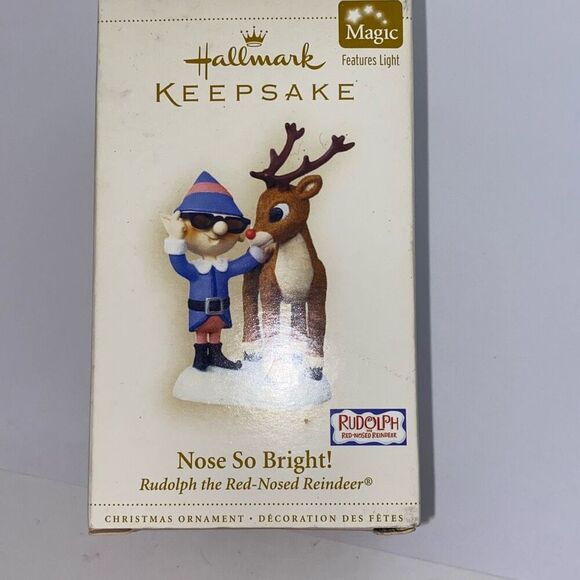 Magic
Features Light
Hallmark
KEEPSAKE
RUDOLPH
THE
RED-NOSED REINDEER
Nose So Bright!
Rudolph the Red-Nosed Reindeer®
CHRISTMAS ORNAMENT · DÉCORATION DES FÊTES